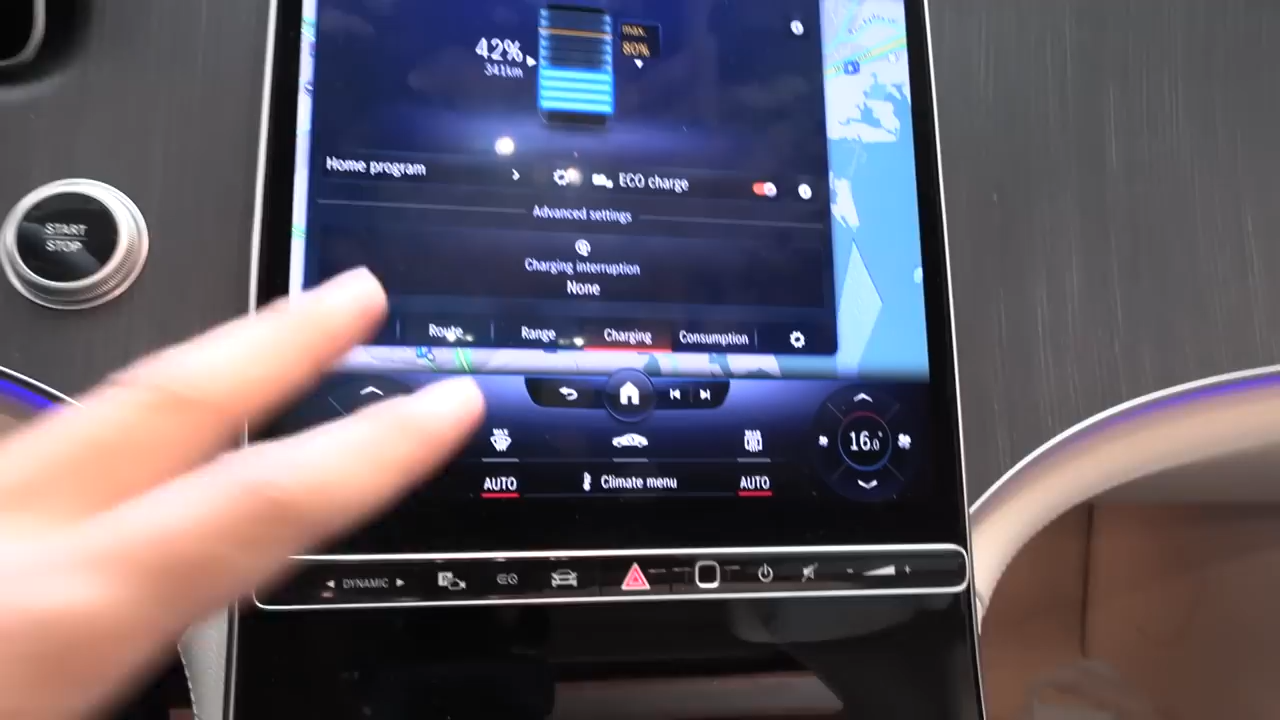 42%
341km
max.
80%
Home program
ECO charge
Advanced settings
Charging interruption
None
START
STOP
Route
Range
Charging
Consumption
MAX
16.0°
AUTO
Climate menu
AUTO
DYNAMIC
EQ